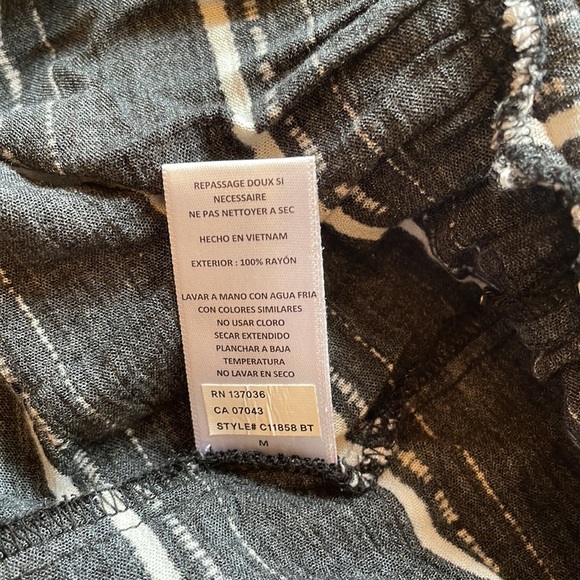 REPASSAGE DOUX SI
NECESSAIRE
NE PAS NETTOYER A SEC
HECHO EN VIETNAM
EXTERIOR : 100% RAYÓN
LAVAR A MANO CON AGUA FRIA
CON COLORES SIMILARES
NO USAR CLORO
SECAR EXTENDIDO
PLANCHAR A BAJA
TEMPERATURA
NO LAVAR EN SECO
RN 137036
CA 07043
STYLE# C11858 BT
M